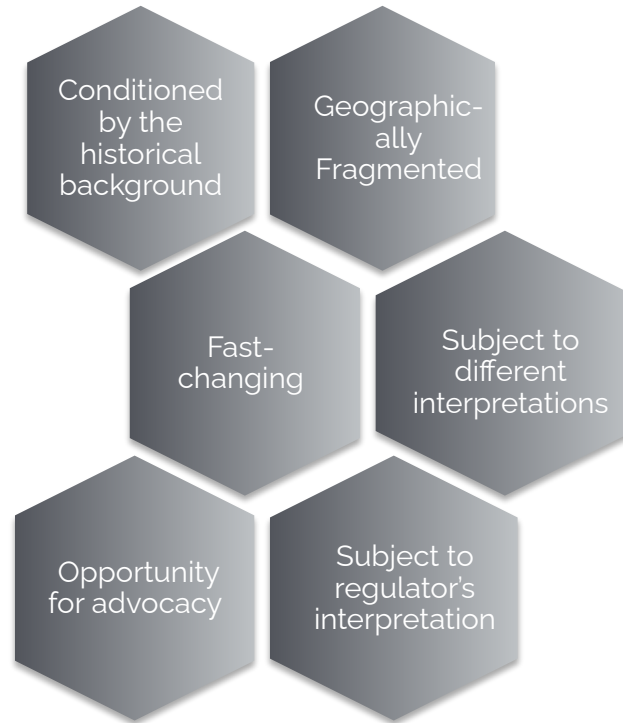 Conditioned
by the
historical
background
Geographic-
ally
Fragmented
Fast-
changing
Subject to
different
interpretations
Opportunity
for advocacy
Subject to
regulator’s
interpretation